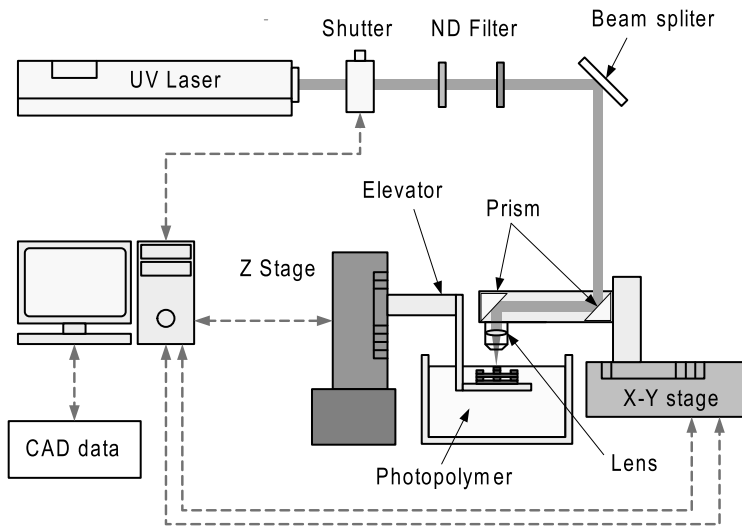 Beam spliter
Shutter
ND Filter
UV Laser
Elevator
Prism
Z Stage
X-Y stage
CAD data
Lens
Photopolymer